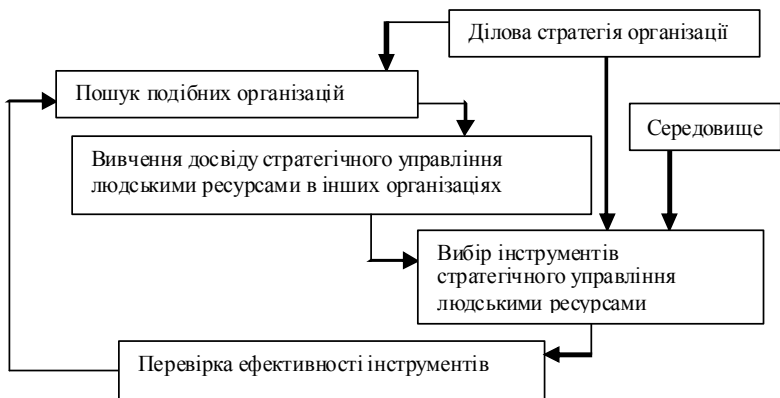 Ділова стратегія організації
Пошук подібних організацій
Середовище
Вивчення досвіду стратегічного управління
людськими ресурсами в інших організаціях
Вибір інструментів
стратегічного управління
людськими ресурсами
Перевірка ефективності інструментів